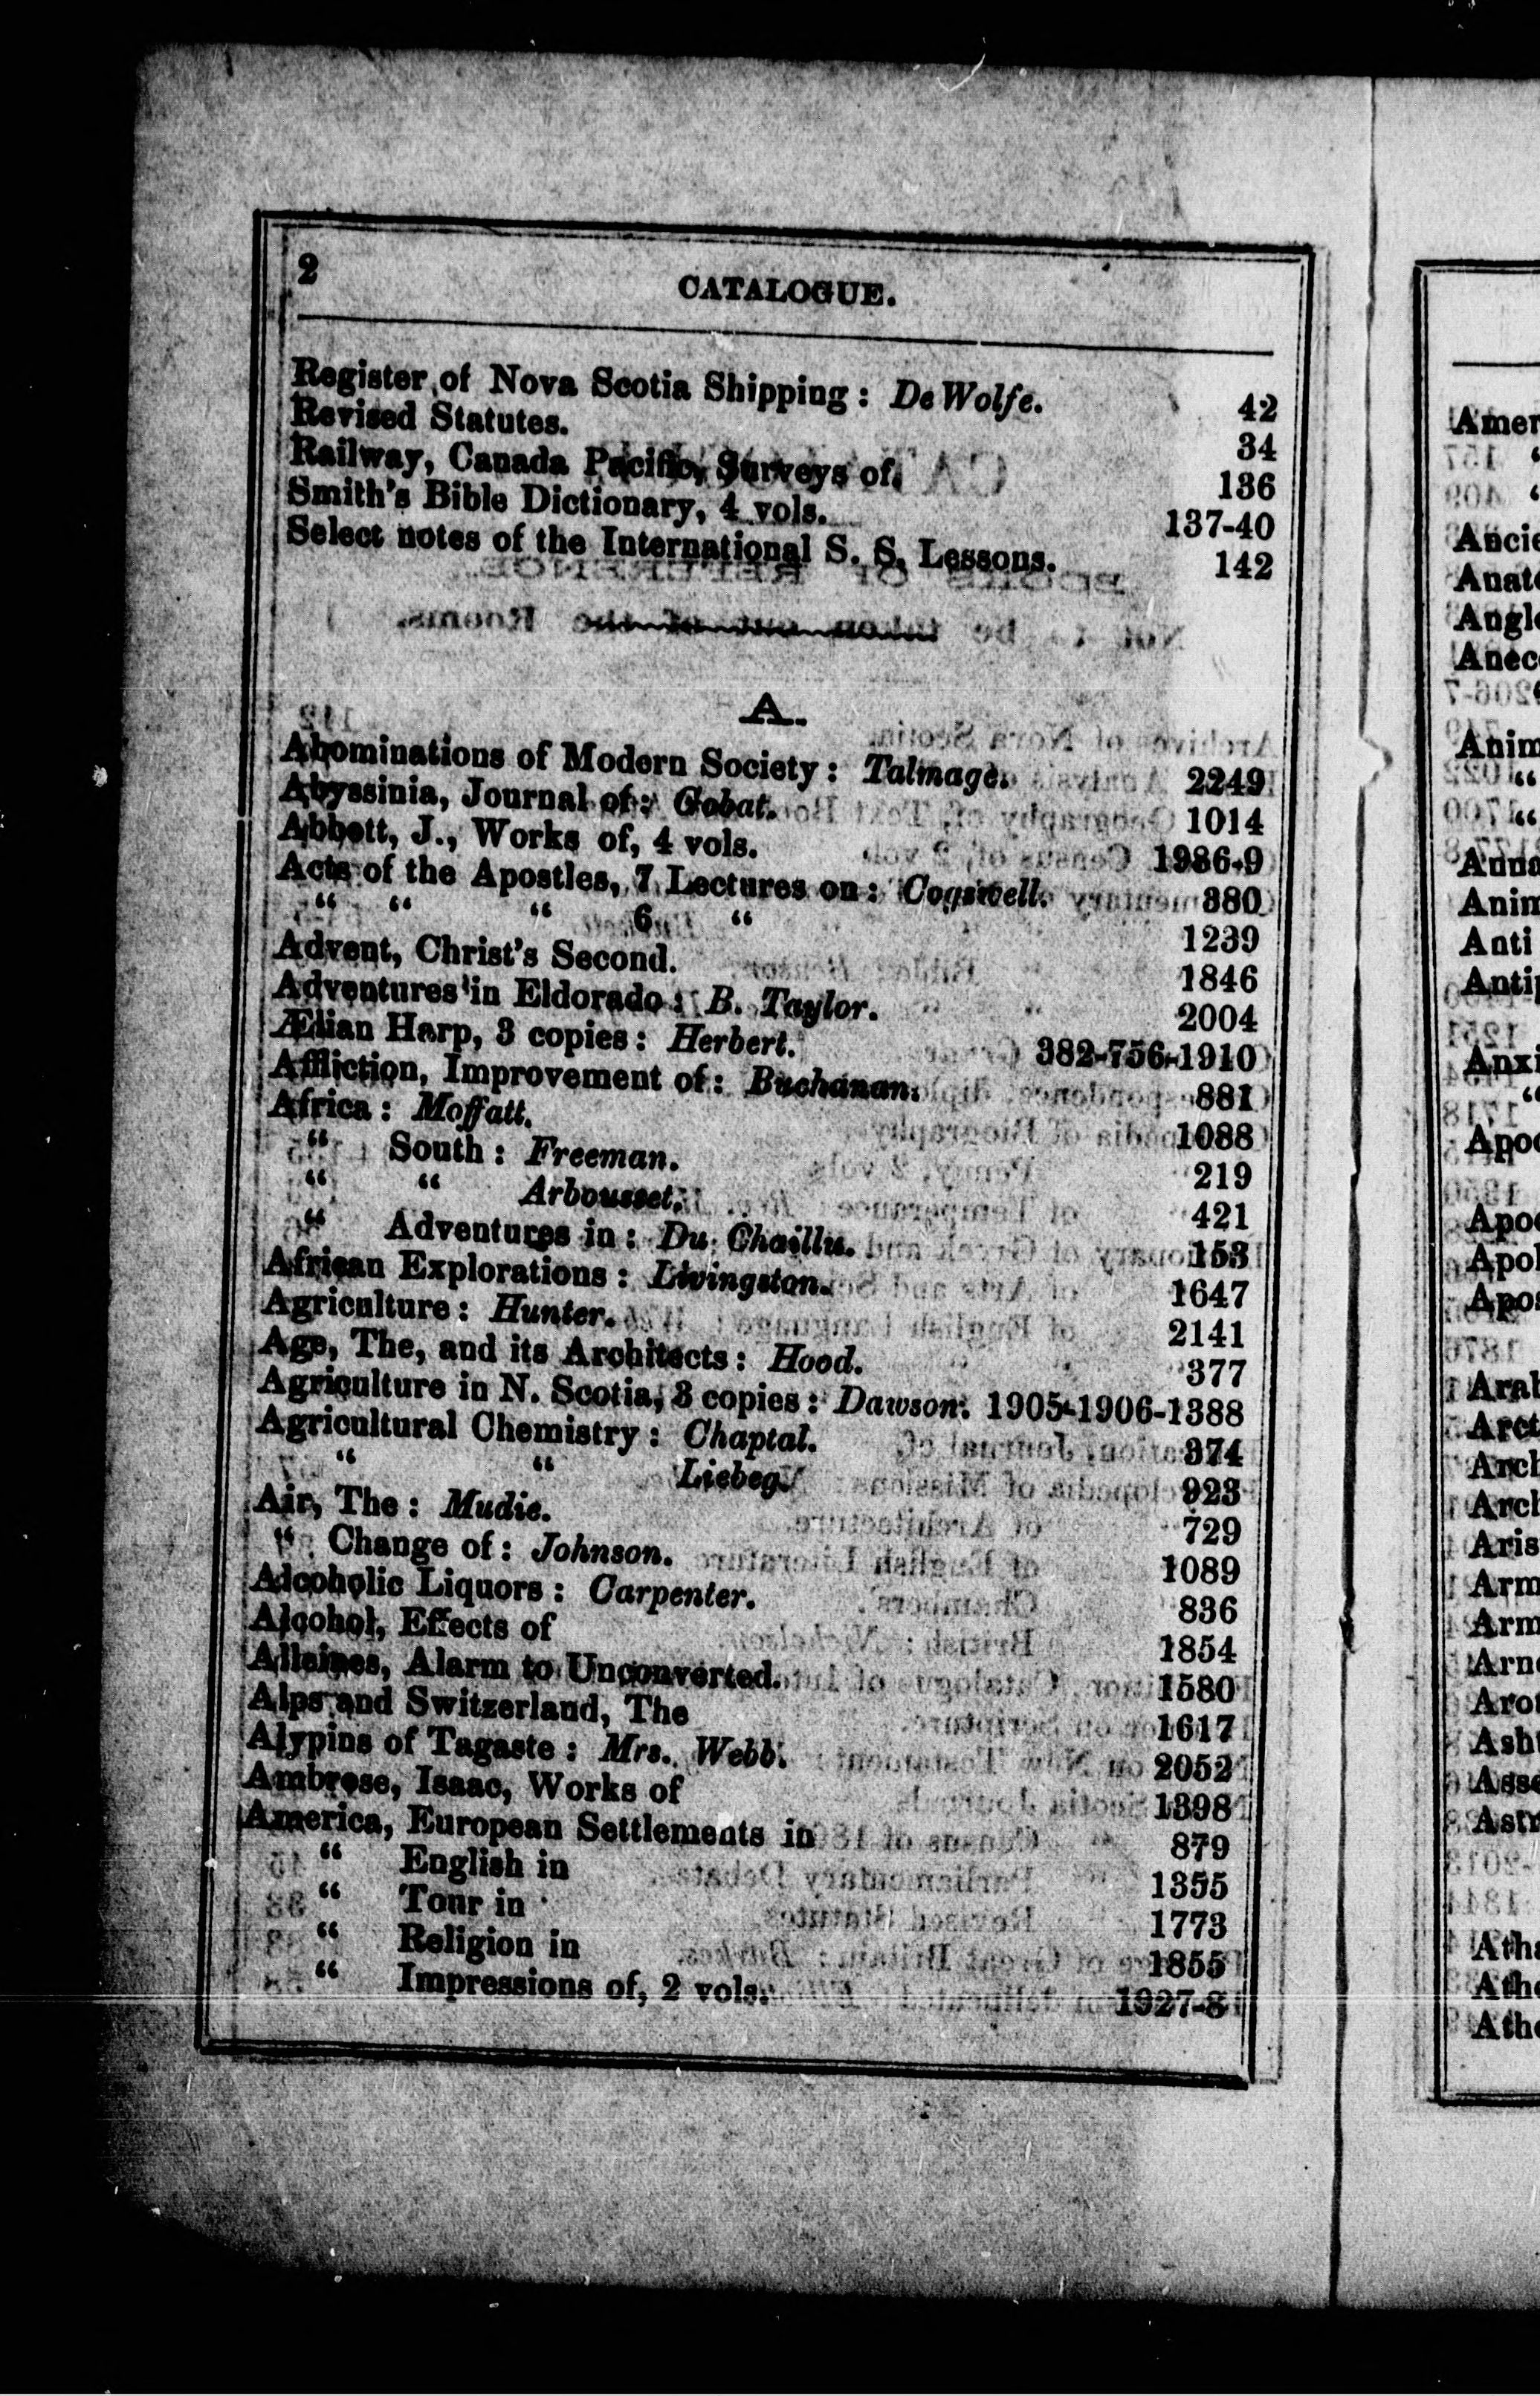 2
CATALOGUE.
Register of Nova Scotia Shipping : De Wolfe. 42
Revised Statutes. 34
Railway, Canada Pacific, Surveys of. 136
Smith's Bible Dictionary, 4 vols. 137-40
Select notes of the International S. S. Lessons. 142
A.
Abominations of Modern Society : Talmage. 2249
Abyssinia, Journal of : Gobat. 1014
Abbott, J., Works of, 4 vols. 1986-9
Acts of the Apostles, 7 Lectures on : Cogswell. 380
" " " 6 " 1239
Advent, Christ's Second. 1846
Adventures in Eldorado : B. Taylor. 2004
Ælian Harp, 3 copies : Herbert. 382-756-1910
Affliction, Improvement of : Buchanan. 881
Africa : Moffatt. 1088
" South : Freeman. 219
" " Arbousset. 421
" Adventures in : Du Chaillu. 153
African Explorations : Livingston. 1647
Agriculture : Hunter. 2141
Age, The, and its Architects : Hood. 377
Agriculture in N. Scotia, 3 copies : Dawson. 1905-1906-1388
Agricultural Chemistry : Chaptal. 374
" " Liebeg. 923
Air, The : Mudie. 729
" Change of : Johnson. 1089
Alcoholic Liquors : Carpenter. 836
Alcohol, Effects of 1854
Alleines, Alarm to Unconverted. 1580
Alps and Switzerland, The 1617
Alypins of Tagaste : Mrs. Webb. 2052
Ambrose, Isaac, Works of 1398
America, European Settlements in 879
" English in 1355
" Tour in 1773
" Religion in 1855
" Impressions of, 2 vols. 1927-8